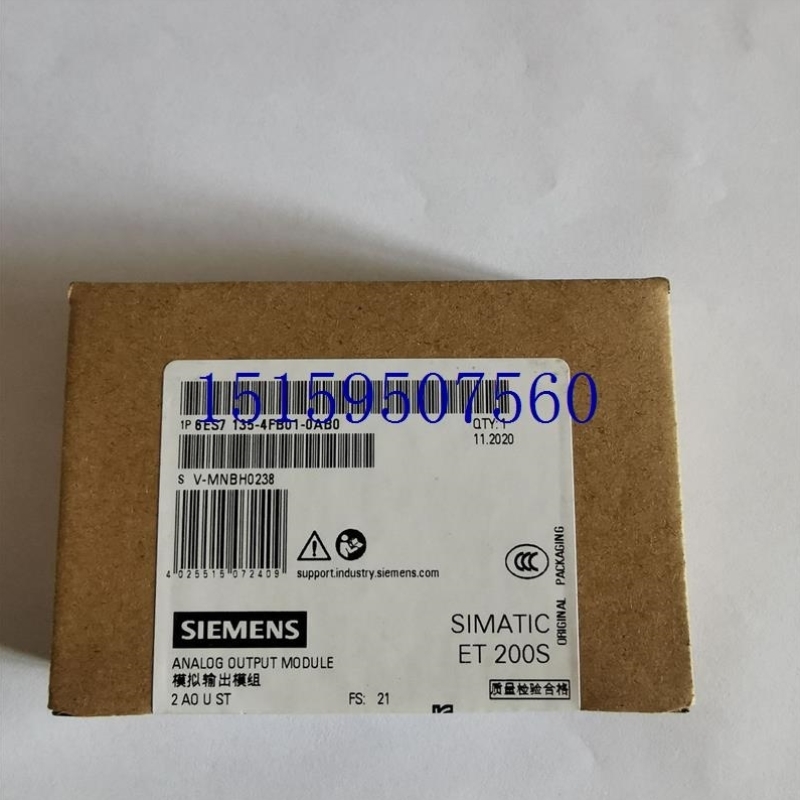 15159507560
1P 6ES7 135-4FB01-0AB0
QTY:1
11.2020
S V-MNBH0238
4 025515 072409
support.industry.siemens.com
CCC
ORIGINAL PACKAGING
SIEMENS
SIMATIC
ET 200S
ANALOG OUTPUT MODULE
模拟输出模组
2 AO U ST
FS: 21
质量检验合格